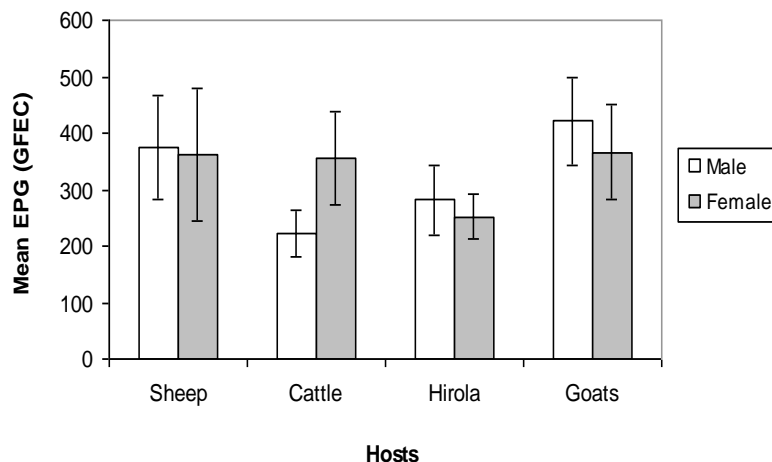 600
500
400
300
200
100
0
Mean EPG (GFEC)
Sheep Cattle Hirola Goats
Hosts
Male
Female